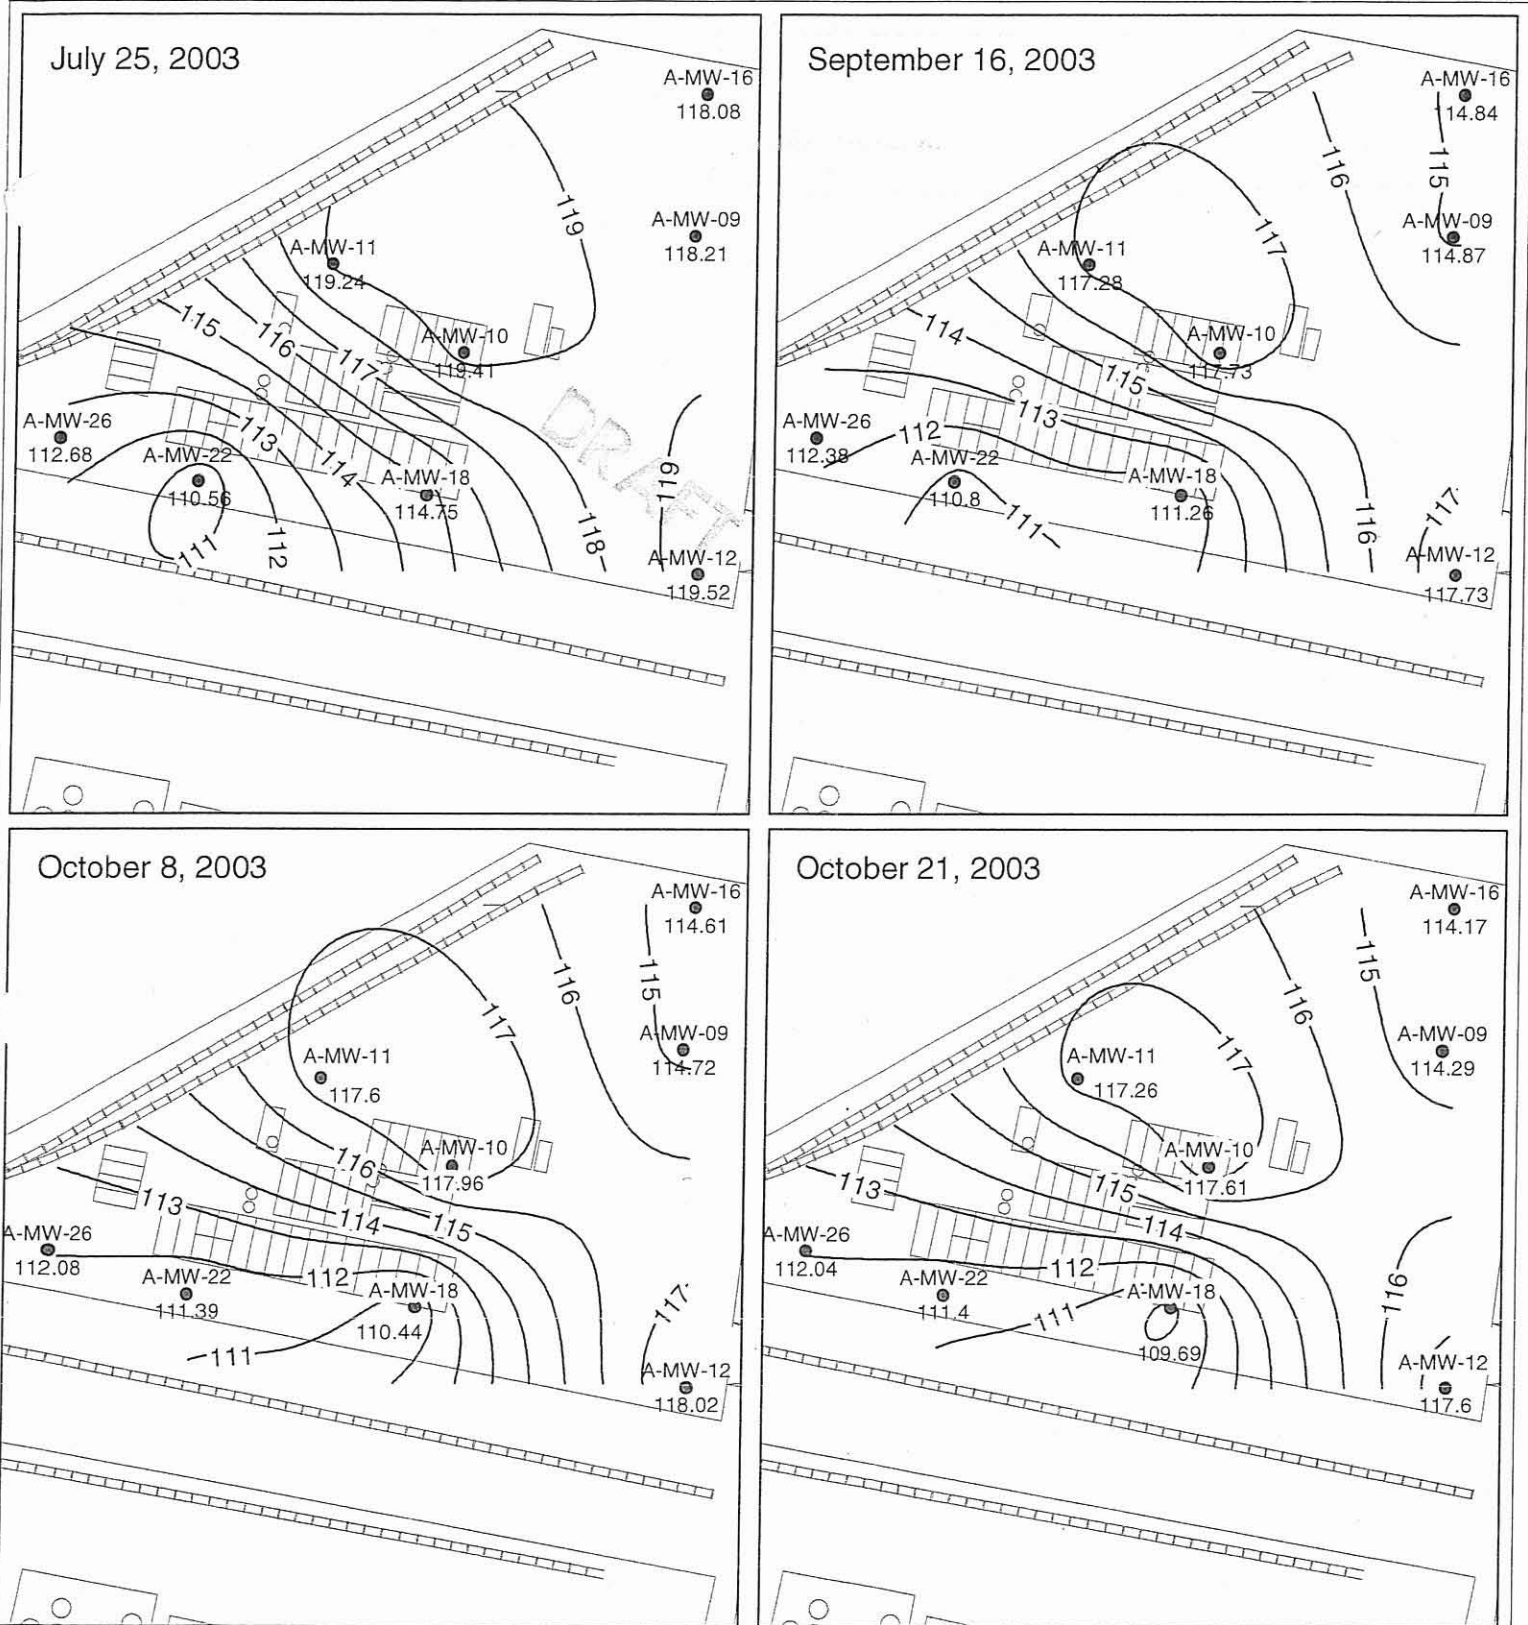 July 25, 2003
A-MW-16
118.08
119
A-MW-09
118.21
A-MW-11
119.24
115
116
A-MW-10
119.41
117
A-MW-26
112.68
113
A-MW-22
110.56
114
A-MW-18
114.75
119
DRAFT
118
111
112
A-MW-12
119.52
September 16, 2003
A-MW-16
114.84
116
115
A-MW-09
114.87
117
A-MW-11
117.28
114
A-MW-10
117.73
115
113
A-MW-26
112.38
112
A-MW-22
110.8
A-MW-18
111.26
111
116
117
A-MW-12
117.73
October 8, 2003
A-MW-16
114.61
116
115
117
A-MW-09
114.72
A-MW-11
117.6
A-MW-10
117.96
116
113
114
115
A-MW-26
112.08
A-MW-22
111.39
112
A-MW-18
110.44
117
111
A-MW-12
118.02
October 21, 2003
A-MW-16
114.17
115
116
117
A-MW-09
114.29
A-MW-11
117.26
A-MW-10
117.61
113
115
114
A-MW-26
112.04
A-MW-22
111.4
112
A-MW-18
109.69
111
116
A-MW-12
117.6